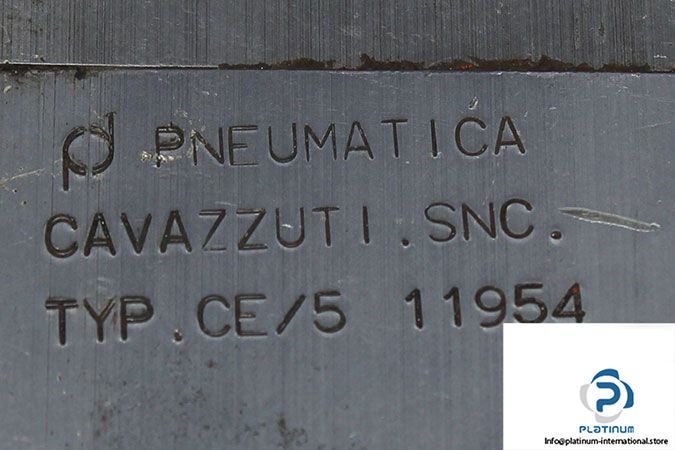 PNEUMATICA
CAVAZZUTI.SNC.
TYP.CE/5 11954
PLATINUM
Info@platinum-international.store